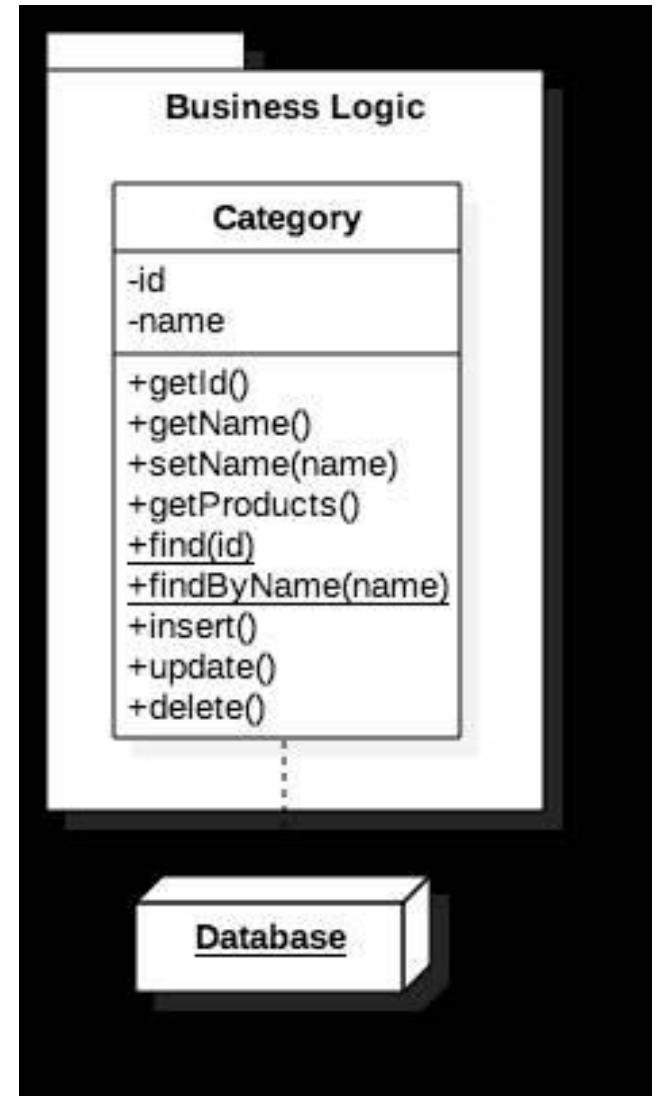 Business Logic
Category
-id
-name
+getId()
+getName()
+setName(name)
+getProducts()
+find(id)
+findByName(name)
+insert()
+update()
+delete()
Database